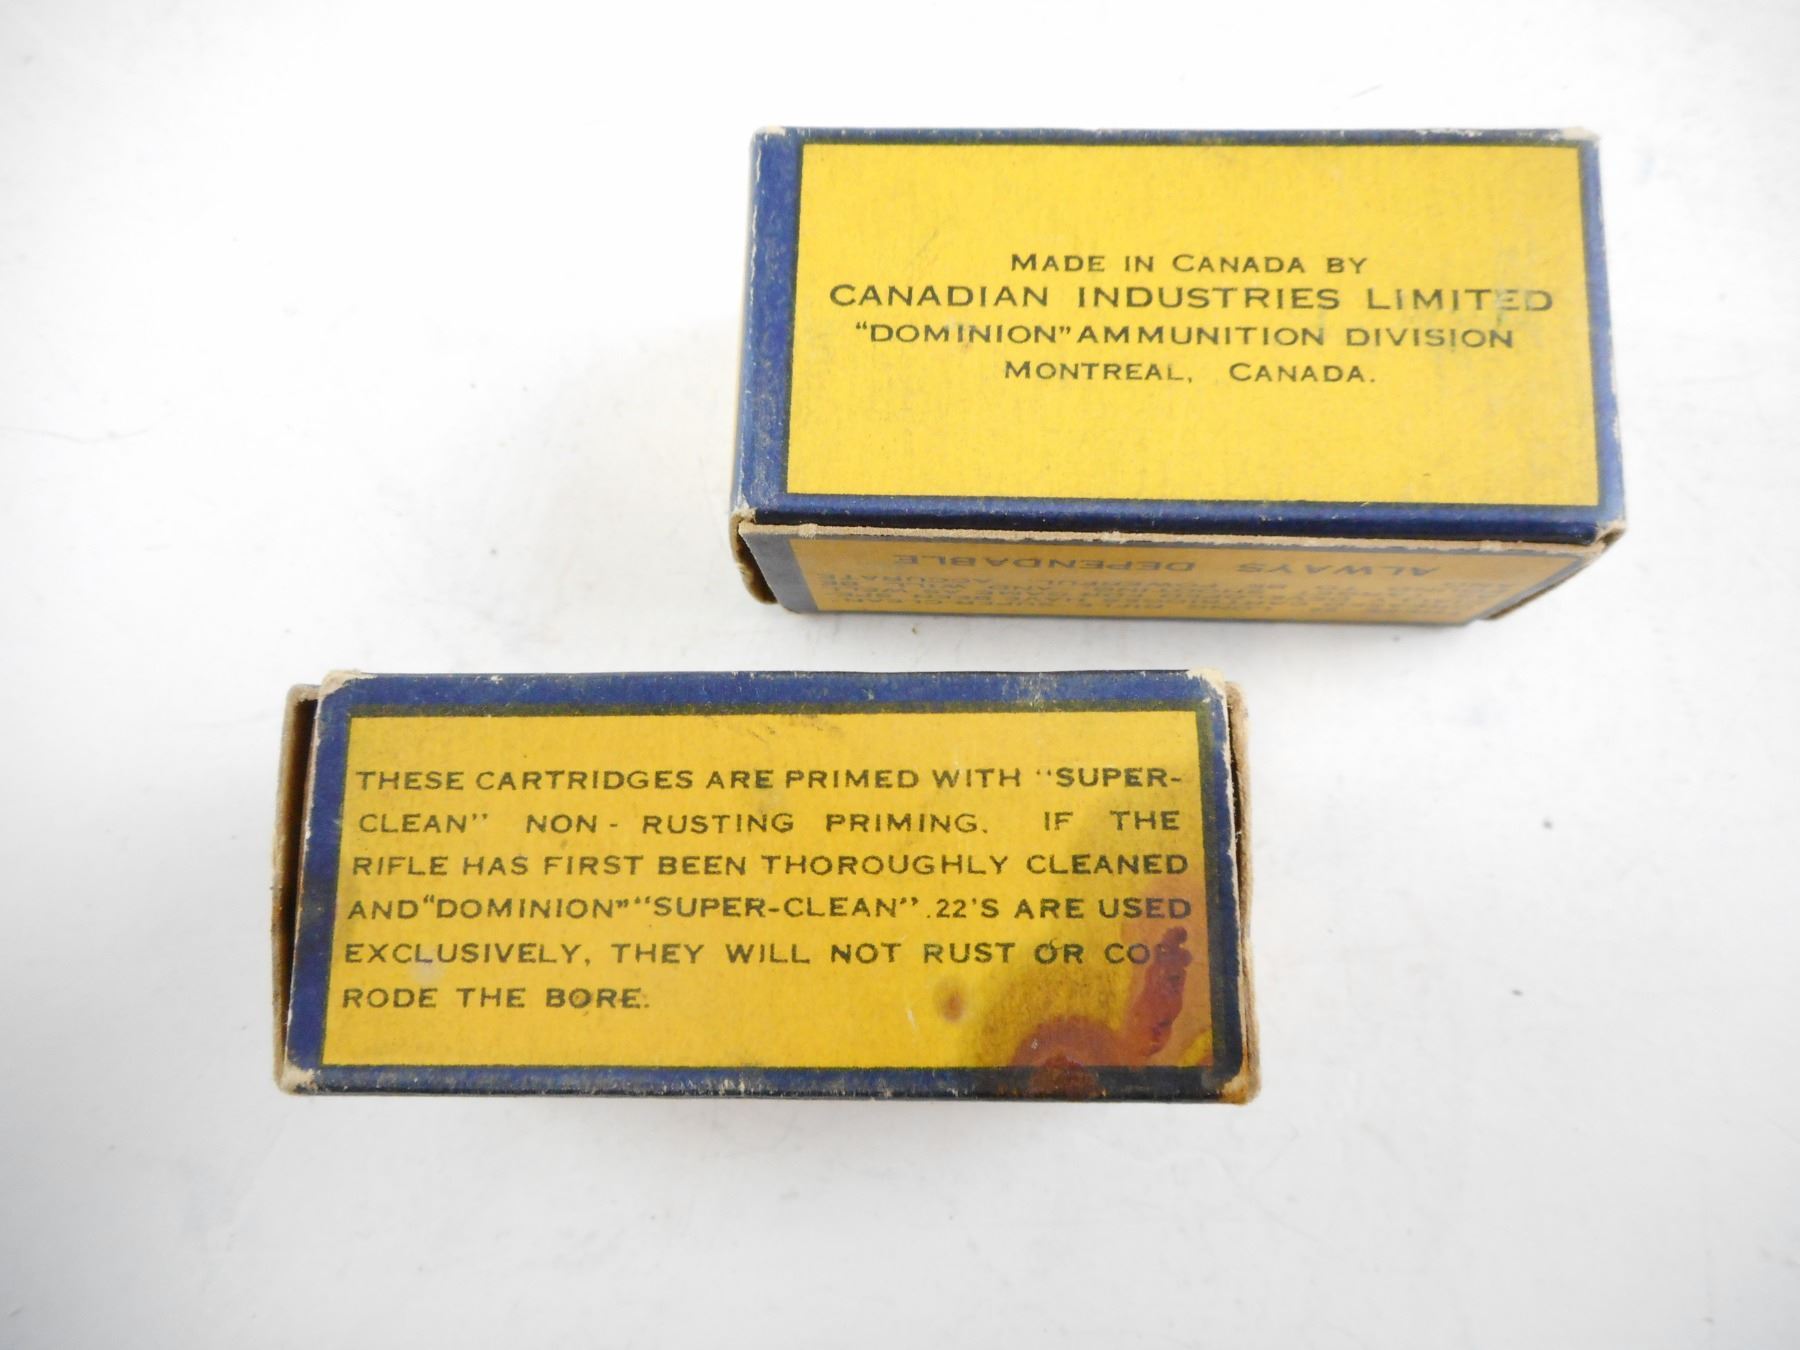 MADE IN CANADA BY
CANADIAN INDUSTRIES LIMITED
"DOMINION" AMMUNITION DIVISION
MONTREAL, CANADA.
ALWAYS DEPENDABLE
THESE CARTRIDGES ARE PRIMED WITH "SUPER-
CLEAN" NON-RUSTING PRIMING. IF THE
RIFLE HAS FIRST BEEN THOROUGHLY CLEANED
AND "DOMINION" "SUPER-CLEAN" .22'S ARE USED
EXCLUSIVELY, THEY WILL NOT RUST OR COR-
RODE THE BORE.